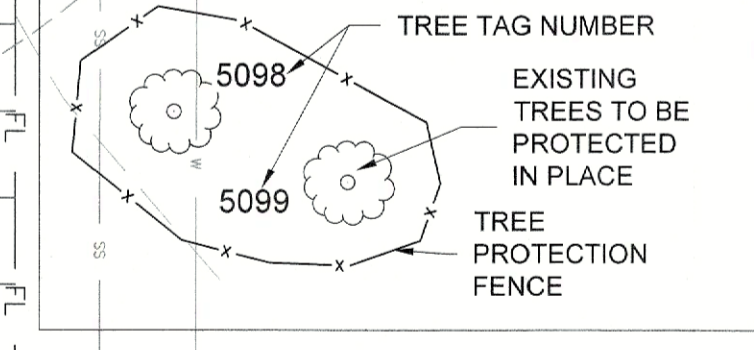 TREE TAG NUMBER
5098
EXISTING
TREES TO BE
PROTECTED
IN PLACE
5099
TREE
PROTECTION
FENCE
SS
SS
W
FL
FL
x
x
x
x
x
x
x
x